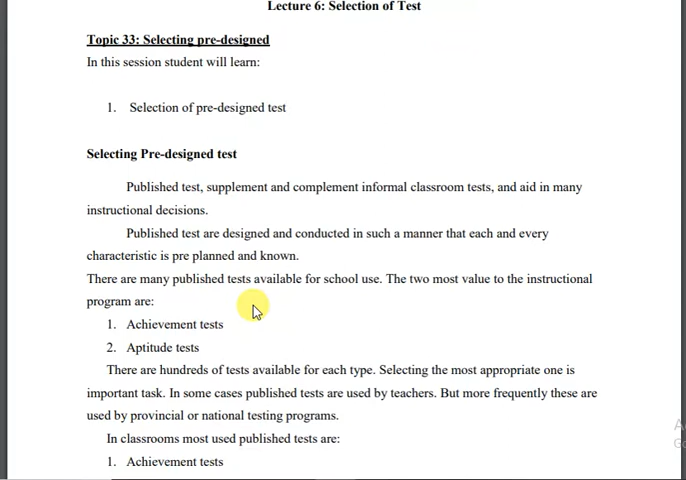 Lecture 6: Selection of Test
Topic 33: Selecting pre-designed
In this session student will learn:
1. Selection of pre-designed test
Selecting Pre-designed test
Published test, supplement and complement informal classroom tests, and aid in many
instructional decisions.
Published test are designed and conducted in such a manner that each and every
characteristic is pre planned and known.
There are many published tests available for school use. The two most value to the instructional
program are:
1. Achievement tests
2. Aptitude tests
There are hundreds of tests available for each type. Selecting the most appropriate one is
important task. In some cases published tests are used by teachers. But more frequently these are
used by provincial or national testing programs.
In classrooms most used published tests are:
1. Achievement tests